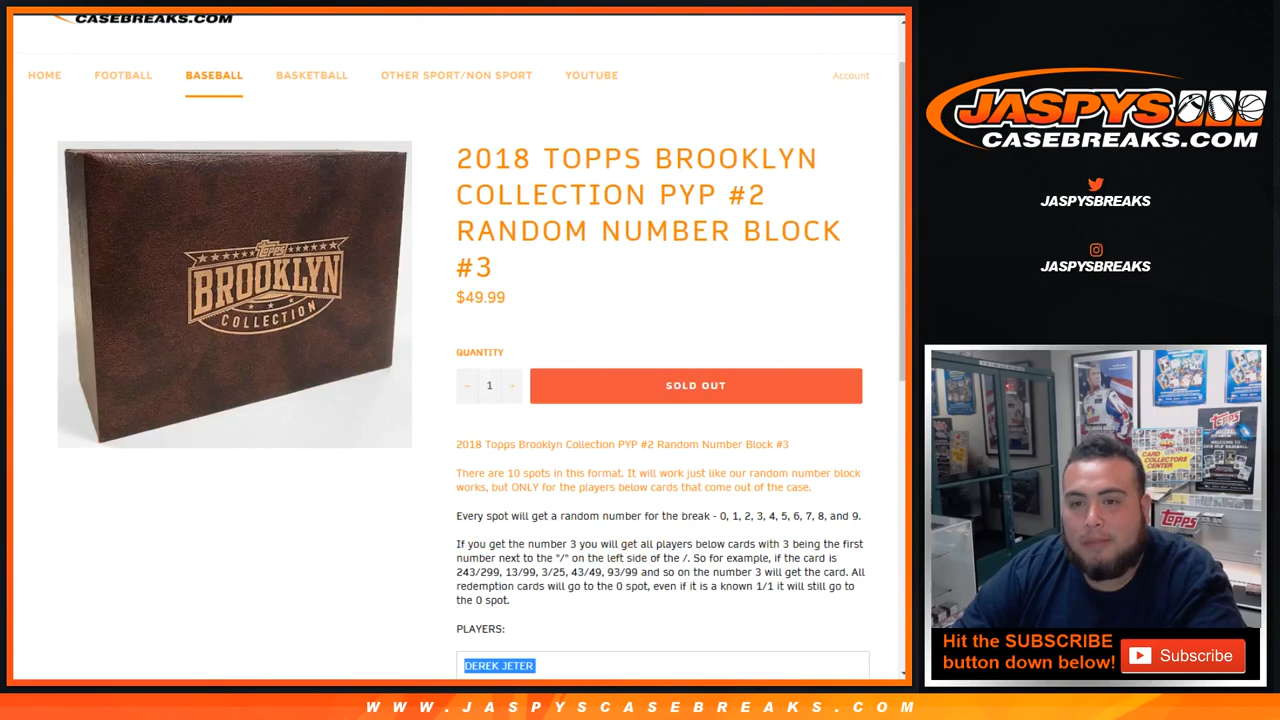 CASEBREAKS.COM
HOME FOOTBALL BASEBALL BASKETBALL OTHER SPORT/NON SPORT YOUTUBE Account
2018 TOPPS BROOKLYN
COLLECTION PYP #2
RANDOM NUMBER BLOCK
#3
$49.99
QUANTITY
− 1 +
SOLD OUT
2018 Topps Brooklyn Collection PYP #2 Random Number Block #3
There are 10 spots in this format. It will work just like our random number block
works, but ONLY for the players below cards that come out of the case.
Every spot will get a random number for the break - 0, 1, 2, 3, 4, 5, 6, 7, 8, and 9.
If you get the number 3 you will get all players below cards with 3 being the first
number next to the "/" on the left side of the /. So for example, if the card is
243/299, 13/99, 3/25, 43/49, 93/99 and so on the number 3 will get the card. All
redemption cards will go to the 0 spot, even if it is a known 1/1 it will still go to
the 0 spot.
PLAYERS:
DEREK JETER
Topps
BROOKLYN
COLLECTION
JASPYS
CASEBREAKS.COM
JASPYSBREAKS
JASPYSBREAKS
Topps
CARD
COLLECTORS
CENTER
TOPPS
topps
Hit the SUBSCRIBE
button down below!
Subscribe
WWW.JASPYSCASEBREAKS.COM